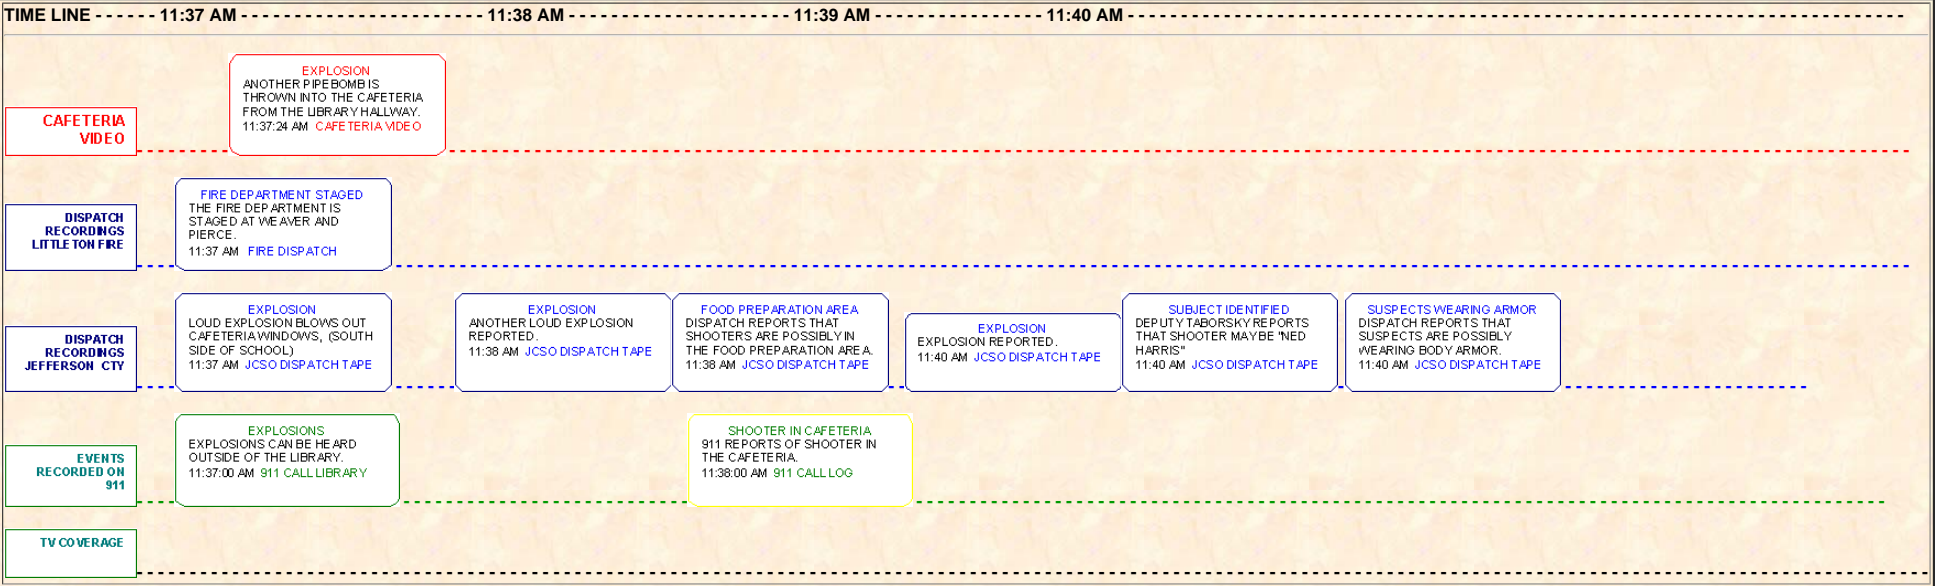 TIME LINE - - - - - - 11:37 AM - - - - - - - - - - - - - - - - - - - - - - - 11:38 AM - - - - - - - - - - - - - - - - - - - - - 11:39 AM - - - - - - - - - - - - - - - - 11:40 AM - - - - - - - - - - - - - - - - - - - - - - - - - - - - - - - - - - - - - - - - - - - - - - - - - - - - - - - - - - - - - - - - - - - - - -
CAFETERIA
VIDEO
EXPLOSION
ANOTHER PIPEBOMB IS
THROWN INTO THE CAFETERIA
FROM THE LIBRARY HALLWAY.
11:37:24 AM CAFETERIA VIDEO
DISPATCH
RECORDINGS
LITTLETON FIRE
FIRE DEPARTMENT STAGED
THE FIRE DEPARTMENT IS
STAGED AT WEAVER AND
PIERCE.
11:37 AM FIRE DISPATCH
DISPATCH
RECORDINGS
JEFFERSON CTY
EXPLOSION
LOUD EXPLOSION BLOWS OUT
CAFETERIA WINDOWS, (SOUTH
SIDE OF SCHOOL)
11:37 AM JCSO DISPATCH TAPE
EXPLOSION
ANOTHER LOUD EXPLOSION
REPORTED.
11:38 AM JCSO DISPATCH TAPE
FOOD PREPARATION AREA
DISPATCH REPORTS THAT
SHOOTERS ARE POSSIBLY IN
THE FOOD PREPARATION AREA.
11:38 AM JCSO DISPATCH TAPE
EXPLOSION
EXPLOSION REPORTED.
11:40 AM JCSO DISPATCH TAPE
SUBJECT IDENTIFIED
DEPUTY TABORSKY REPORTS
THAT SHOOTER MAYBE "NED
HARRIS"
11:40 AM JCSO DISPATCH TAPE
SUSPECTS WEARING ARMOR
DISPATCH REPORTS THAT
SUSPECTS ARE POSSIBLY
WEARING BODY ARMOR.
11:40 AM JCSO DISPATCH TAPE
EVENTS
RECORDED ON
911
EXPLOSIONS
EXPLOSIONS CAN BE HEARD
OUTSIDE OF THE LIBRARY.
11:37:00 AM 911 CALL LIBRARY
SHOOTER IN CAFETERIA
911 REPORTS OF SHOOTER IN
THE CAFETERIA.
11:38:00 AM 911 CALL LOG
TV COVERAGE